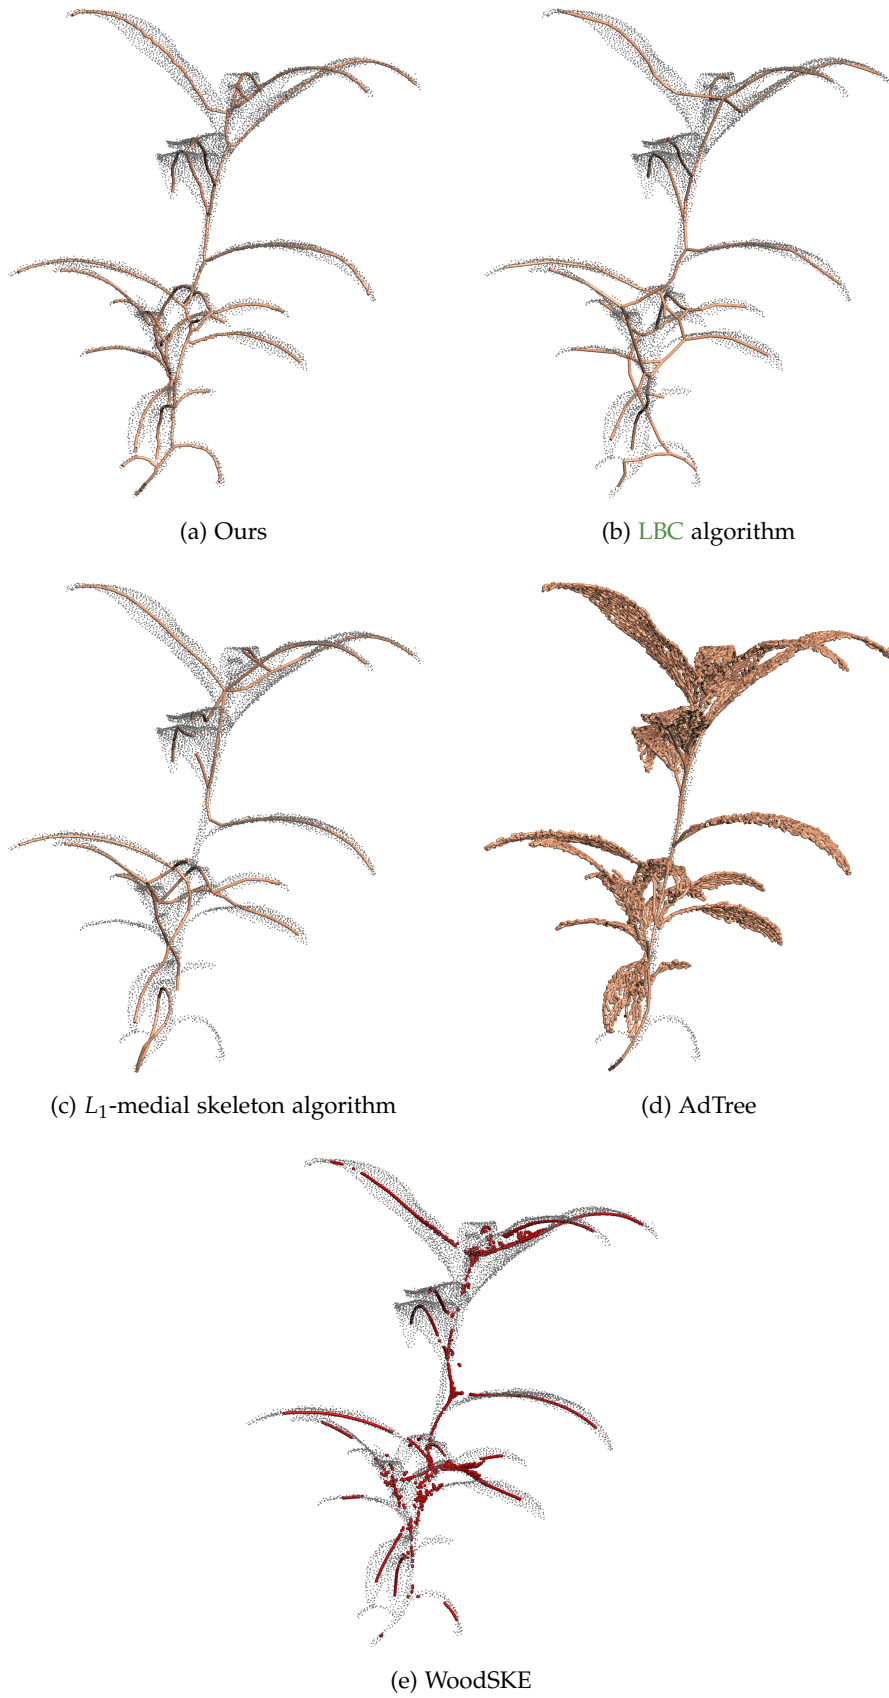 (a) Ours
(b) LBC algorithm
(c) L₁-medial skeleton algorithm
(d) AdTree
(e) WoodSKE